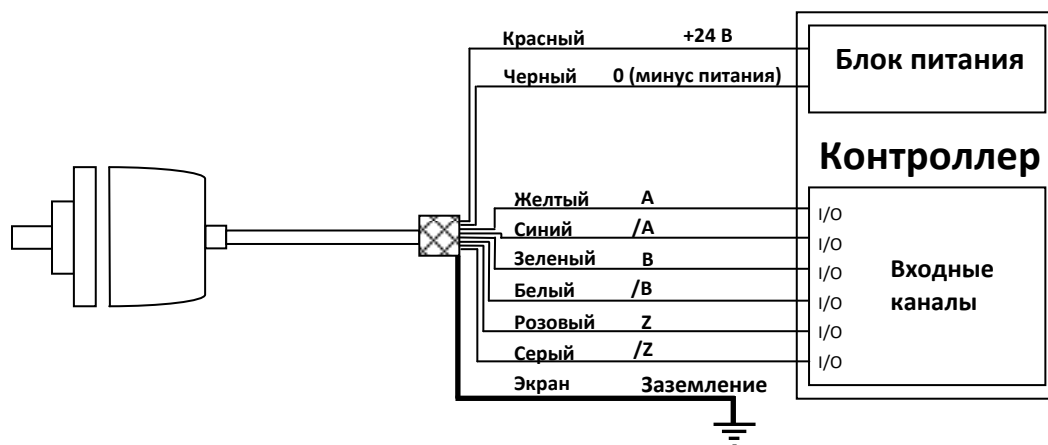 Красный +24 В
Черный 0 (минус питания)
Блок питания
Контроллер
Желтый A I/O
Синий /A I/O
Зеленый B I/O
Белый /B I/O
Розовый Z I/O
Серый /Z I/O
Входные
каналы
Экран Заземление